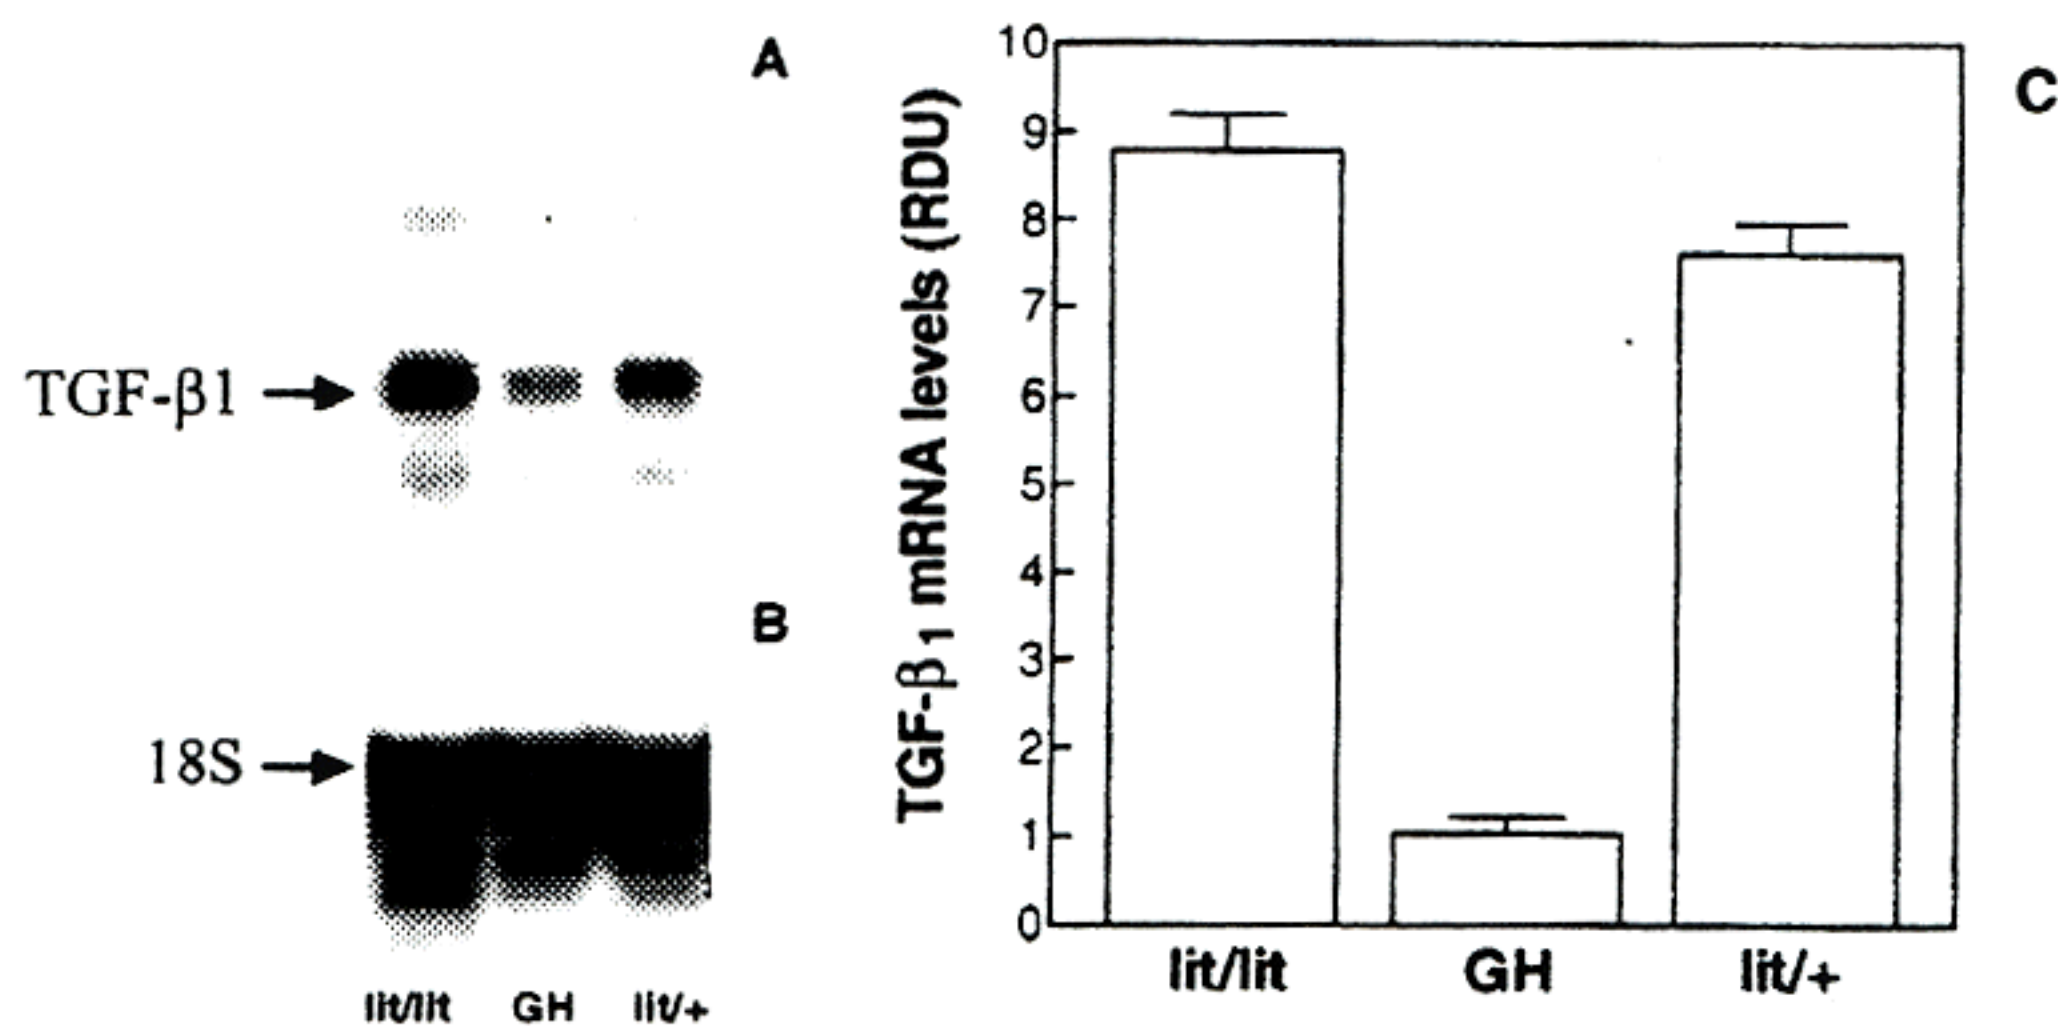 A
TGF-β1
B
18S
lit/lit GH lit/+
C
TGF-β1 mRNA levels (RDU)
10
9
8
7
6
5
4
3
2
1
0
lit/lit GH lit/+